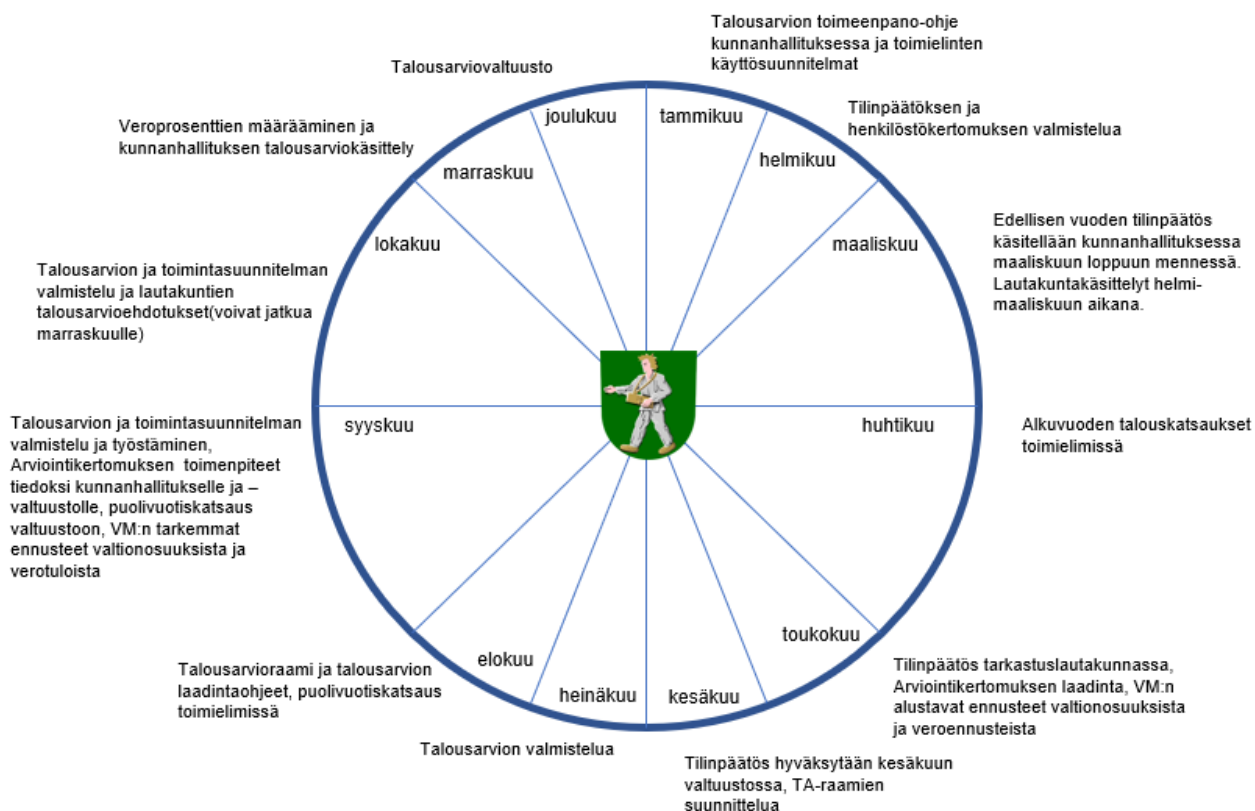 Talousarvion toimeenpano-ohje
kunnanhallituksessa ja toimielinten
käyttösuunnitelmat
Talousarviovaltuusto
joulukuu
tammikuu
Tilinpäätöksen ja
henkilöstökertomuksen valmistelua
Veroprosenttien määrääminen ja
kunnanhallituksen talousarviokäsittely
marraskuu
helmikuu
lokakuu
maaliskuu
Edellisen vuoden tilinpäätös
käsitellään kunnanhallituksessa
maaliskuun loppuun mennessä.
Lautakuntakäsittelyt helmi-
maaliskuun aikana.
Talousarvion ja toimintasuunnitelman
valmistelu ja lautakuntien
talousarvioehdotukset(voivat jatkua
marraskuulle)
Talousarvion ja toimintasuunnitelman
valmistelu ja työstäminen,
Arviointikertomuksen toimenpiteet
tiedoksi kunnanhallitukselle ja –
valtuustolle, puolivuotiskatsaus
valtuustoon, VM:n tarkemmat
ennusteet valtionosuuksista ja
verotuloista
syyskuu
huhtikuu
Alkuvuoden talouskatsaukset
toimielimissä
toukokuu
elokuu
heinäkuu
kesäkuu
Talousarvioraami ja talousarvion
laadintaohjeet, puolivuotiskatsaus
toimielimissä
Tilinpäätös tarkastuslautakunnassa,
Arviointikertomuksen laadinta, VM:n
alustavat ennusteet valtionosuuksista
ja veroennusteista
Talousarvion valmistelua
Tilinpäätös hyväksytään kesäkuun
valtuustossa, TA-raamien
suunnittelua